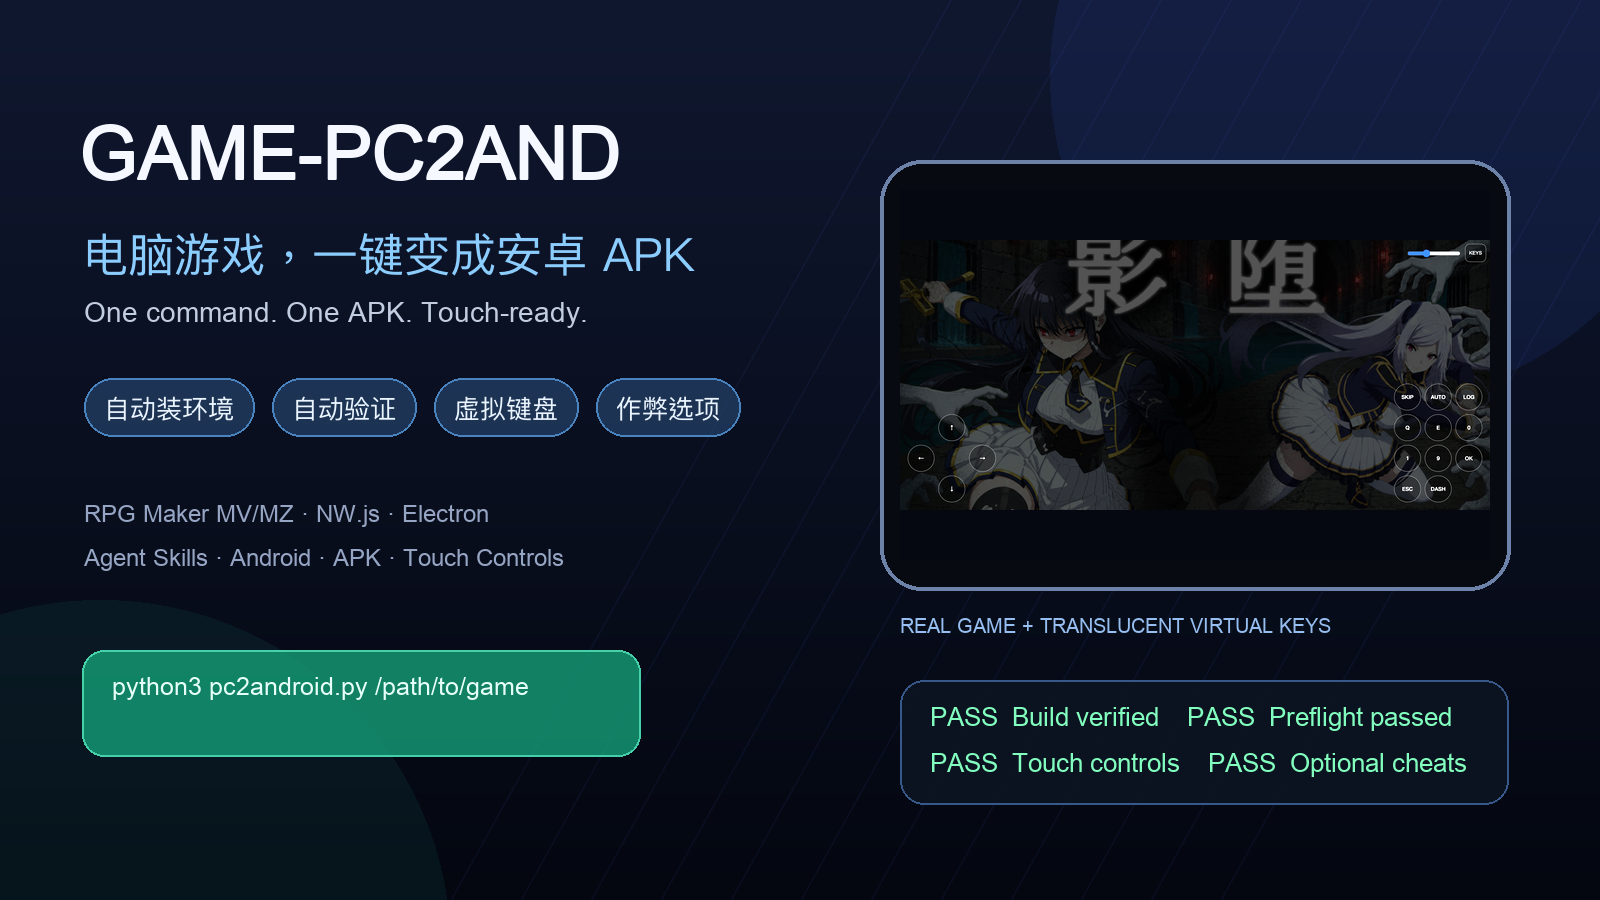 GAME-PC2AND
电脑游戏，一键变成安卓 APK
One command. One APK. Touch-ready.
自动装环境 自动验证 虚拟键盘 作弊选项
RPG Maker MV/MZ · NW.js · Electron
Agent Skills · Android · APK · Touch Controls
python3 pc2android.py /path/to/game
影 堕
KEYS
SKIP AUTO LOG
↑ Q E 0
← → 1 9 OK
↓ ESC DASH
REAL GAME + TRANSLUCENT VIRTUAL KEYS
PASS Build verified PASS Preflight passed
PASS Touch controls PASS Optional cheats